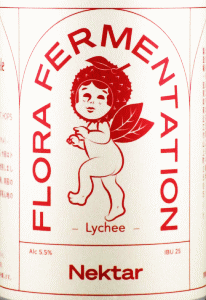 FLORA FERMENTATION
Lychee
Alc 5.5%
IBU 25
Nektar